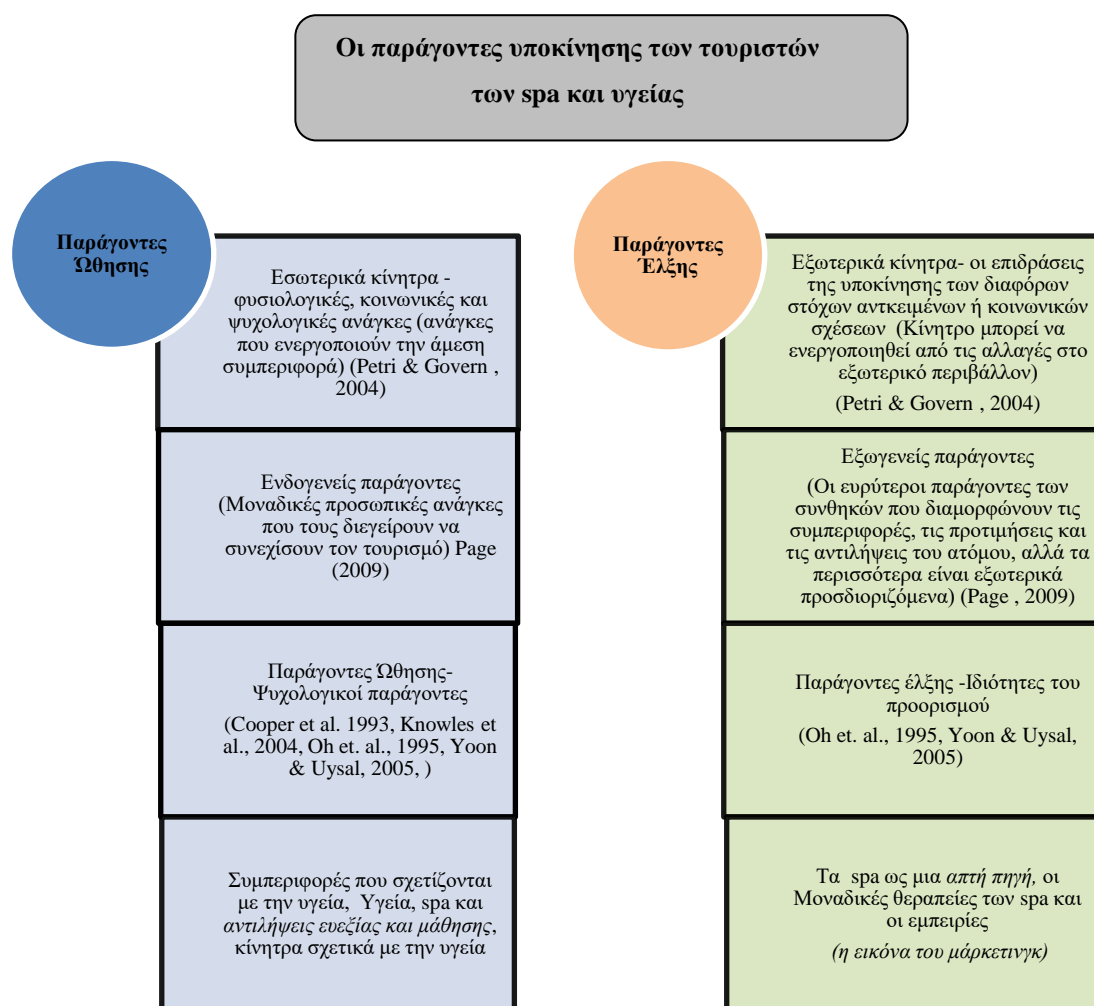 Οι παράγοντες υποκίνησης των τουριστών
των spa και υγείας
Παράγοντες
Ώθησης
Εσωτερικά κίνητρα -
φυσιολογικές, κοινωνικές και
ψυχολογικές ανάγκες (ανάγκες
που ενεργοποιούν την άμεση
συμπεριφορά) (Petri & Govern ,
2004)
Ενδογενείς παράγοντες
(Μοναδικές προσωπικές ανάγκες
που τους διεγείρουν να
συνεχίσουν τον τουρισμό) Page
(2009)
Παράγοντες Ώθησης-
Ψυχολογικοί παράγοντες
(Cooper et al. 1993, Knowles et
al., 2004, Oh et. al., 1995, Yoon
& Uysal, 2005, )
Συμπεριφορές που σχετίζονται
με την υγεία, Υγεία, spa και
αντιλήψεις ευεξίας και μάθησης,
κίνητρα σχετικά με την υγεία
Παράγοντες
Έλξης
Εξωτερικά κίνητρα- οι επιδράσεις
της υποκίνησης των διαφόρων
στόχων αντκειμένων ή κοινωνικών
σχέσεων (Κίνητρο μπορεί να
ενεργοποιηθεί από τις αλλαγές στο
εξωτερικό περιβάλλον)
(Petri & Govern , 2004)
Εξωγενείς παράγοντες
(Οι ευρύτεροι παράγοντες των
συνθηκών που διαμορφώνουν τις
συμπεριφορές, τις προτιμήσεις και
τις αντιλήψεις του ατόμου, αλλά τα
περισσότερα είναι εξωτερικά
προσδιοριζόμενα) (Page , 2009)
Παράγοντες έλξης -Ιδιότητες του
προορισμού
(Oh et. al., 1995, Yoon & Uysal,
2005)
Τα spa ως μια απτή πηγή, οι
Μοναδικές θεραπείες των spa και
οι εμπειρίες
(η εικόνα του μάρκετινγκ)